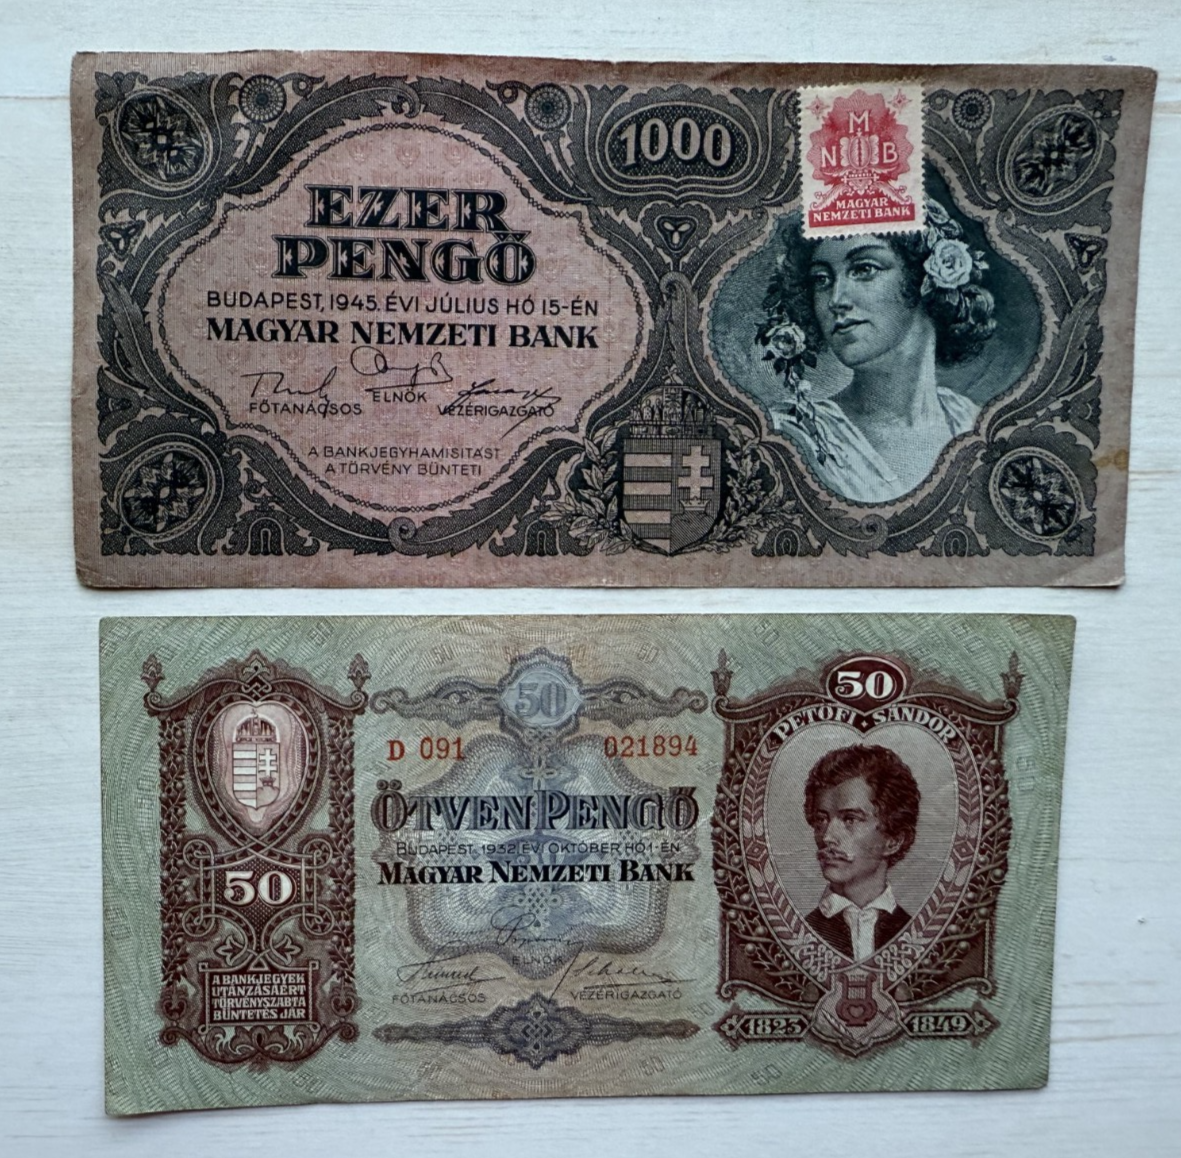 1000
M
N B
MAGYAR
NEMZETI BANK
EZER
PENGŐ
BUDAPEST, 1945. ÉVI JÚLIUS HÓ 15-ÉN
MAGYAR NEMZETI BANK
FŐTANÁCSOS
ELNÖK
VEZÉRIGAZGATÓ
A BANKJEGYHAMISÍTÁST
A TÖRVÉNY BÜNTETI
50
50
PETŐFI SÁNDOR
D 091
021894
ÖTVEN PENGŐ
BUDAPEST, 1932. ÉVI OKTÓBER HÓ 1-ÉN
MAGYAR NEMZETI BANK
50
ELNÖK
FŐTANÁCSOS
VEZÉRIGAZGATÓ
A BANKJEGYEK
UTÁNZÁSÁÉRT
TÖRVÉNYSZABTA
BÜNTETÉS JÁR
1823
1849